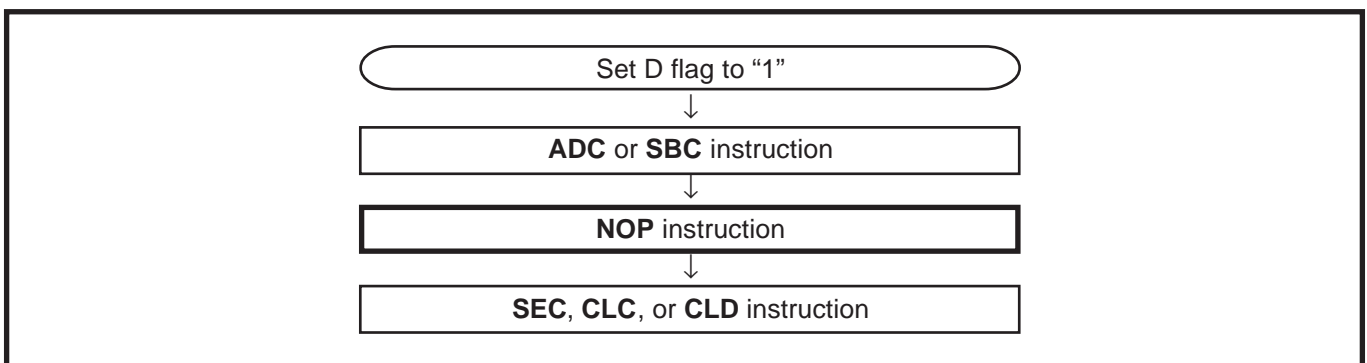 Set D flag to “1”
↓
ADC or SBC instruction
↓
NOP instruction
↓
SEC, CLC, or CLD instruction